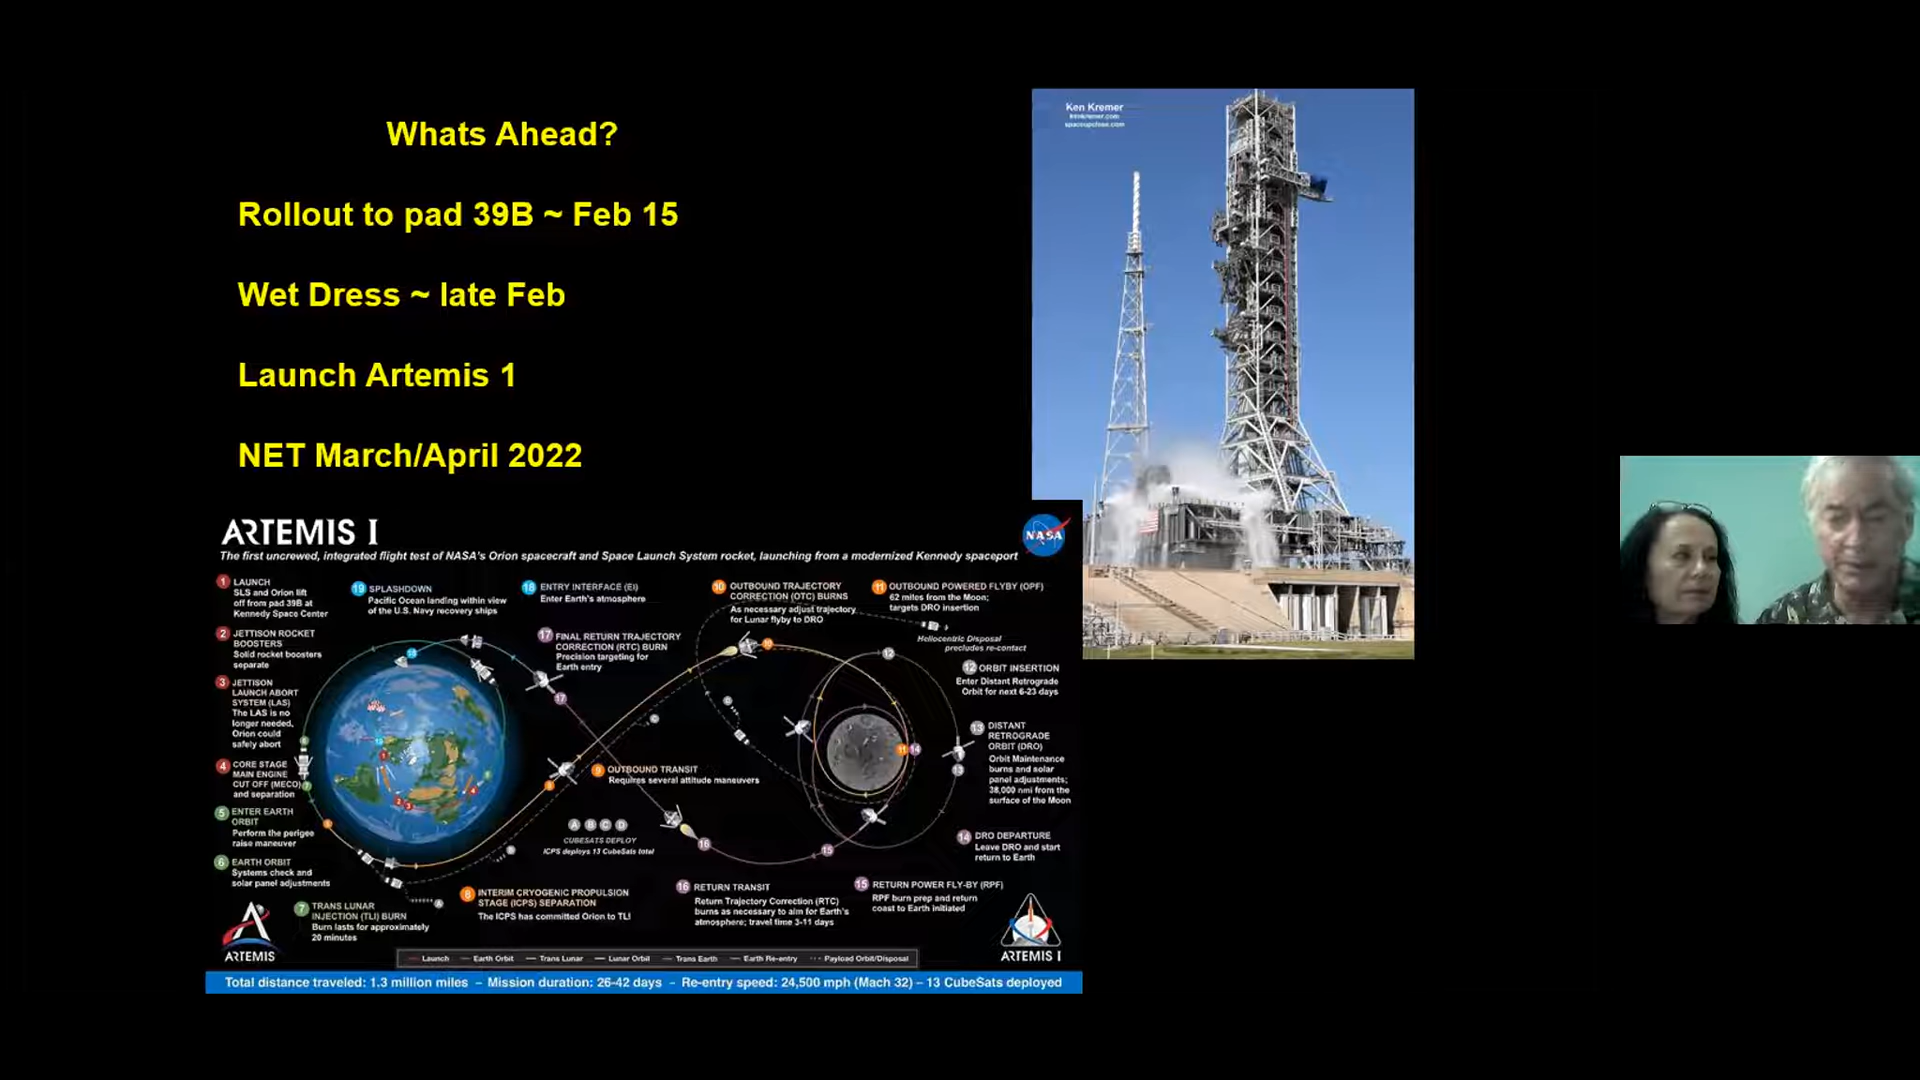 Whats Ahead?
Rollout to pad 39B ~ Feb 15
Wet Dress ~ late Feb
Launch Artemis 1
NET March/April 2022
Ken Kremer
kenkremer.com
spaceupclose.com
ARTEMIS I
NASA
The first uncrewed, integrated flight test of NASA's Orion spacecraft and Space Launch System rocket, launching from a modernized Kennedy spaceport
1 LAUNCH
SLS and Orion lift
off from pad 39B at
Kennedy Space Center
2 JETTISON ROCKET
BOOSTERS
Solid rocket boosters
separate
3 JETTISON
LAUNCH ABORT
SYSTEM (LAS)
The LAS is no
longer needed,
Orion could
safely abort
4 CORE STAGE
MAIN ENGINE
CUT OFF (MECO)
and separation
5 ENTER EARTH
ORBIT
Perform the perigee
raise maneuver
6 EARTH ORBIT
Systems check and
solar panel adjustments
7 TRANS LUNAR
INJECTION (TLI) BURN
Burn lasts for approximately
20 minutes
8 INTERIM CRYOGENIC PROPULSION
STAGE (ICPS) SEPARATION
The ICPS has committed Orion to TLI
9 OUTBOUND TRANSIT
Requires several attitude maneuvers
10 OUTBOUND TRAJECTORY
CORRECTION (OTC) BURNS
As necessary adjust trajectory
for Lunar flyby to DRO
11 OUTBOUND POWERED FLYBY (OPF)
62 miles from the Moon;
targets DRO insertion
Heliocentric Disposal
precludes re-contact
12 ORBIT INSERTION
Enter Distant Retrograde
Orbit for next 6-23 days
13 DISTANT
RETROGRADE
ORBIT (DRO)
Orbit Maintenance
burns and solar
panel adjustments;
38,000 nmi from the
surface of the Moon
14 DRO DEPARTURE
Leave DRO and start
return to Earth
15 RETURN POWER FLY-BY (RPF)
RPF burn prep and return
coast to Earth initiated
16 RETURN TRANSIT
Return Trajectory Correction (RTC)
burns as necessary to aim for Earth's
atmosphere; travel time 3-11 days
17 FINAL RETURN TRAJECTORY
CORRECTION (RTC) BURN
Precision targeting for
Earth entry
18 ENTRY INTERFACE (EI)
Enter Earth's atmosphere
19 SPLASHDOWN
Pacific Ocean landing within view
of the U.S. Navy recovery ships
A B C D
CUBESATS DEPLOY
ICPS deploys 13 CubeSats total
ARTEMIS
ARTEMIS I
Launch Earth Orbit Trans Lunar Lunar Orbit Trans Earth Earth Re-entry Payload Orbit/Disposal
Total distance traveled: 1.3 million miles – Mission duration: 26-42 days – Re-entry speed: 24,500 mph (Mach 32) – 13 CubeSats deployed